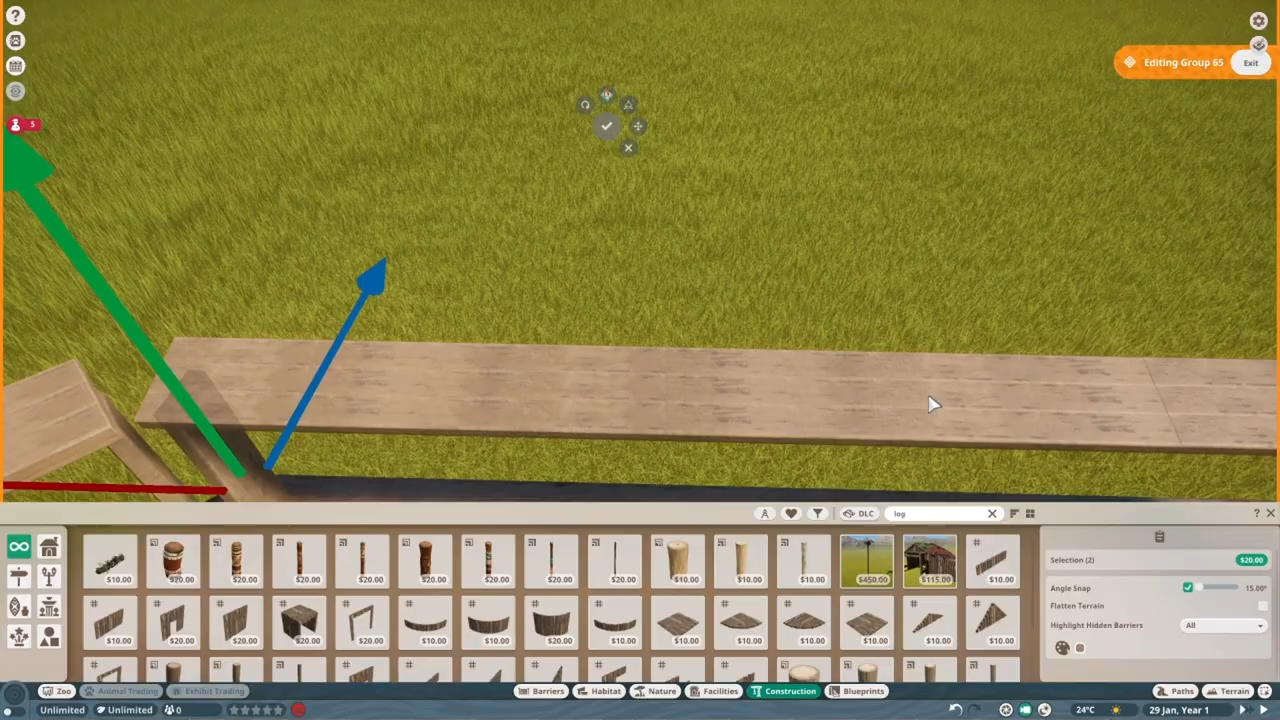 ?
Editing Group 65
Exit
5
DLC
log
?
$10.00
$20.00
$20.00
$20.00
$20.00
$20.00
$20.00
$20.00
$20.00
$10.00
$10.00
$10.00
$450.00
$115.00
$10.00
$10.00
$20.00
$20.00
$20.00
$20.00
$10.00
$10.00
$20.00
$10.00
$10.00
$10.00
$10.00
$10.00
$10.00
$10.00
Selection (2)
$20.00
Angle Snap
15.00°
Flatten Terrain
Highlight Hidden Barriers
All
Zoo
Animal Trading
Exhibit Trading
Barriers
Habitat
Nature
Facilities
Construction
Blueprints
Paths
Terrain
Unlimited
Unlimited
0
24°C
29 Jan, Year 1